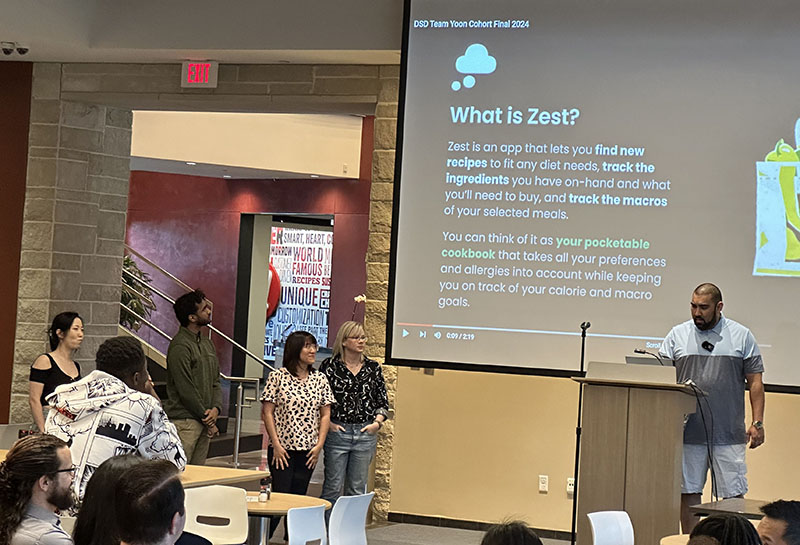 DSD Team Yoon Cohort Final 2024
EXIT
What is Zest?
Zest is an app that lets you find new
recipes to fit any diet needs, track the
ingredients you have on-hand and what
you'll need to buy, and track the macros
of your selected meals.
You can think of it as your pocketable
cookbook that takes all your preferences
and allergies into account while keeping
you on track of your calorie and macro
goals.
0:09 / 2:19
Scroll
SMART, HEART, C
MORROW WORLD
FAMOUS
RECIPES
UNIQUE
CUSTOMIZATION